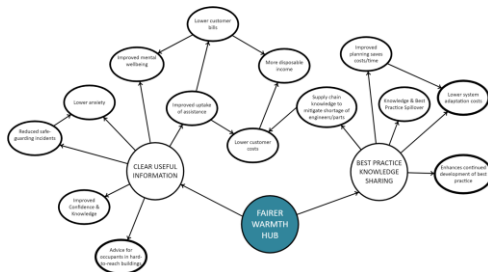 Lower customer
bills
Improved planning saves
costs/time
Improved mental
wellbeing
More disposable
income
Lower anxiety
Improved uptake
of assistance
Supply chain
knowledge to
mitigate shortage of
engineers/parts
Knowledge & Best
Practice Spillover
Lower system
adaptation costs
Reduced safe-
guarding incidents
Lower customer
costs
CLEAR USEFUL
INFORMATION
BEST PRACTICE
KNOWLEDGE
SHARING
Enhances continued
development of best
practice
Improved
Confidence &
Knowledge
FAIRER
WARMTH
HUB
Advice for
occupants in hard-
to-reach buildings